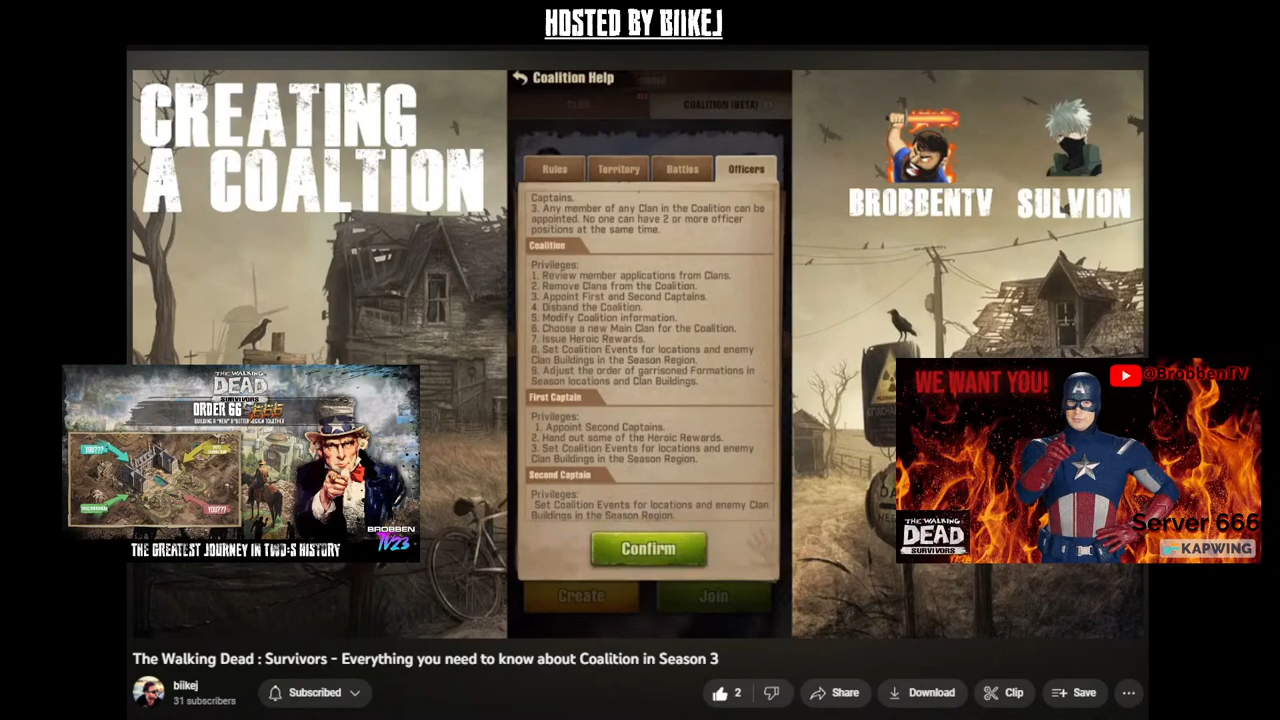 HOSTED BY BIIKEJ
CREATING
A COALTION
Coalition Help
COALITION (BETA)
Rules
Territory
Battles
Officers
Captains.
3. Any member of any Clan in the Coalition can be
appointed. No one can have 2 or more officer
positions at the same time.
Coalition
Privileges:
1. Review member applications from Clans.
2. Remove Clans from the Coalition.
3. Appoint First and Second Captains.
4. Disband the Coalition.
5. Modify Coalition information.
6. Choose a new Main Clan for the Coalition.
7. Issue Heroic Rewards.
8. Set Coalition Events for locations and enemy
Clan Buildings in the Season Region.
9. Adjust the order of garrisoned Formations in
Season locations and Clan Buildings.
First Captain
Privileges:
1. Appoint Second Captains.
2. Hand out some of the Heroic Rewards.
3. Set Coalition Events for locations and enemy
Clan Buildings in the Season Region.
Second Captain
Privileges:
Set Coalition Events for locations and enemy Clan
Buildings in the Season Region.
Confirm
Create
Join
BROBBENTV
SULVION
THE WALKING
DEAD
SURVIVORS
ORDER 66
BUILDING A "NEW" & BETTER REGION TOGETHER
YOU???
YOU???
BROBBEN
TV23
THE GREATEST JOURNEY IN TWD:S HISTORY
WE WANT YOU!
@BrobbenTV
THE WALKING
DEAD
SURVIVORS
Server 666
KAPWING
The Walking Dead : Survivors - Everything you need to know about Coalition in Season 3
biikej
31 subscribers
Subscribed
2
Share
Download
Clip
Save